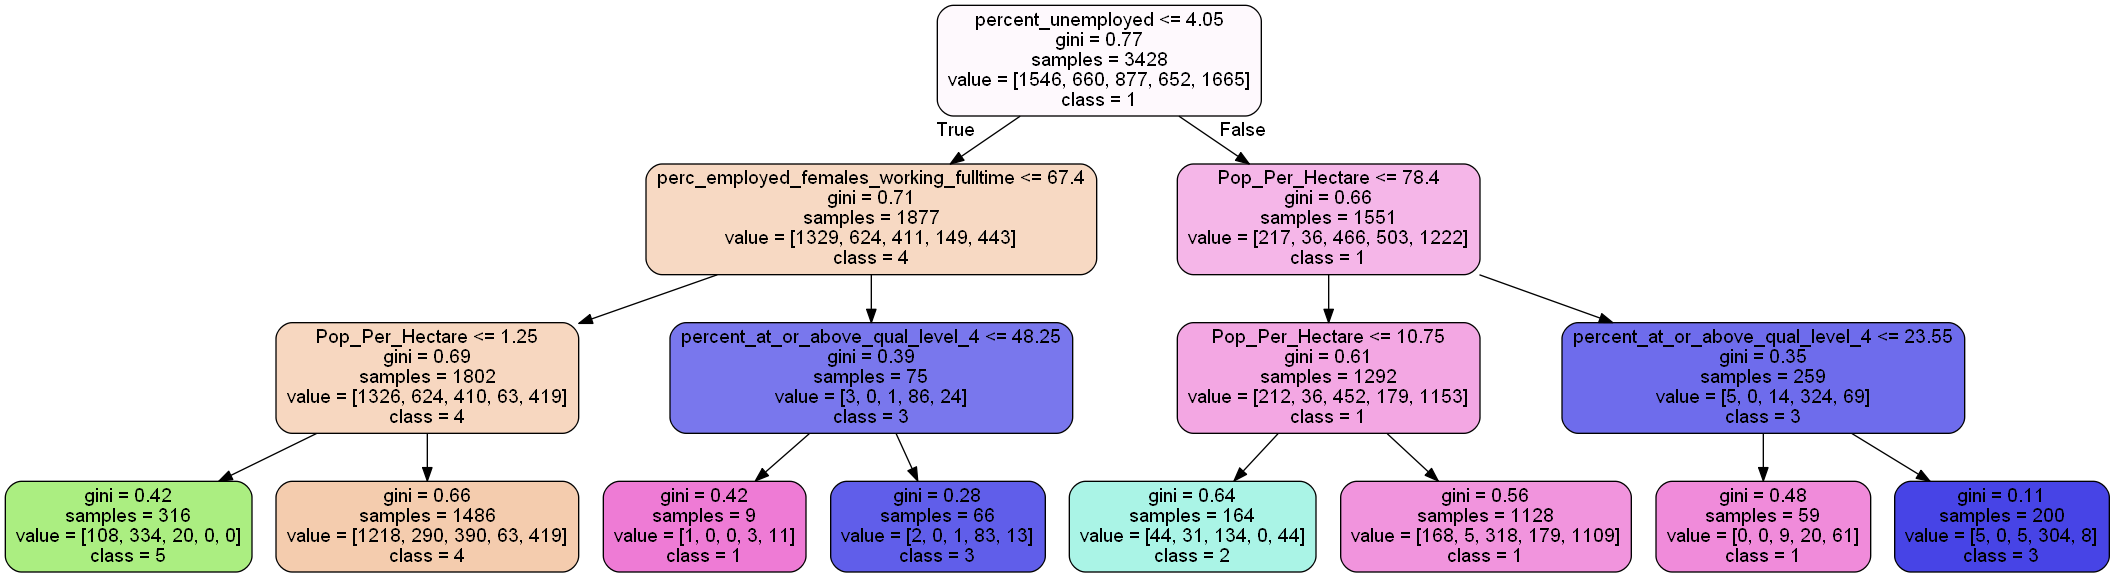 percent_unemployed <= 4.05
gini = 0.77
samples = 3428
value = [1546, 660, 877, 652, 1665]
class = 1
True
False
perc_employed_females_working_fulltime <= 67.4
gini = 0.71
samples = 1877
value = [1329, 624, 411, 149, 443]
class = 4
Pop_Per_Hectare <= 78.4
gini = 0.66
samples = 1551
value = [217, 36, 466, 503, 1222]
class = 1
Pop_Per_Hectare <= 1.25
gini = 0.69
samples = 1802
value = [1326, 624, 410, 63, 419]
class = 4
percent_at_or_above_qual_level_4 <= 48.25
gini = 0.39
samples = 75
value = [3, 0, 1, 86, 24]
class = 3
Pop_Per_Hectare <= 10.75
gini = 0.61
samples = 1292
value = [212, 36, 452, 179, 1153]
class = 1
percent_at_or_above_qual_level_4 <= 23.55
gini = 0.35
samples = 259
value = [5, 0, 14, 324, 69]
class = 3
gini = 0.42
samples = 316
value = [108, 334, 20, 0, 0]
class = 5
gini = 0.66
samples = 1486
value = [1218, 290, 390, 63, 419]
class = 4
gini = 0.42
samples = 9
value = [1, 0, 0, 3, 11]
class = 1
gini = 0.28
samples = 66
value = [2, 0, 1, 83, 13]
class = 3
gini = 0.64
samples = 164
value = [44, 31, 134, 0, 44]
class = 2
gini = 0.56
samples = 1128
value = [168, 5, 318, 179, 1109]
class = 1
gini = 0.48
samples = 59
value = [0, 0, 9, 20, 61]
class = 1
gini = 0.11
samples = 200
value = [5, 0, 5, 304, 8]
class = 3